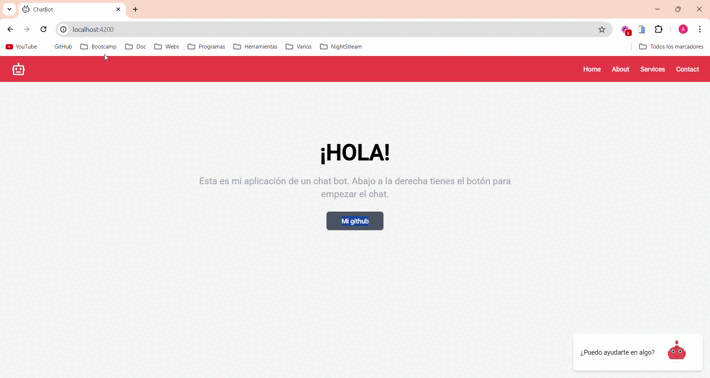 ChatBot
localhost:4200
YouTube GitHub Bootcamp Doc Webs Programas Herramientas Varios NightStream Todos los marcadores
Home About Services Contact
¡HOLA!
Esta es mi aplicación de un chat bot. Abajo a la derecha tienes el botón para
empezar el chat.
Mi github
¿Puedo ayudarte en algo?